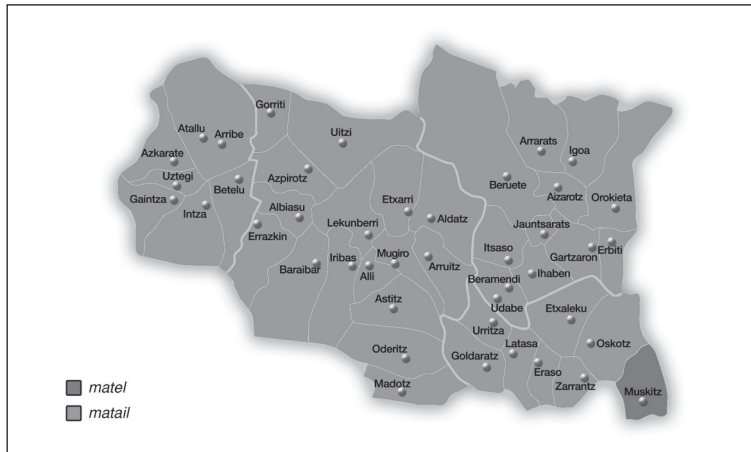 Gorriti
Uitzi
Atallu
Arribe
Arrarats
Igoa
Azkarate
Azpirotz
Uztegi
Betelu
Beruete
Aizarotz
Gaintza
Intza
Etxarri
Orokieta
Albiasu
Aldatz
Errazkin
Lekunberri
Jauntsarats
Itsaso
Gartzaron
Erbiti
Baraibar
Iribas
Alli
Mugiro
Arruitz
Ihaben
Beramendi
Astitz
Udabe
Etxaleku
Urritza
Oderitz
Goldaratz
Latasa
Oskotz
Eraso
Zarrantz
Madotz
Muskitz
matel
matail